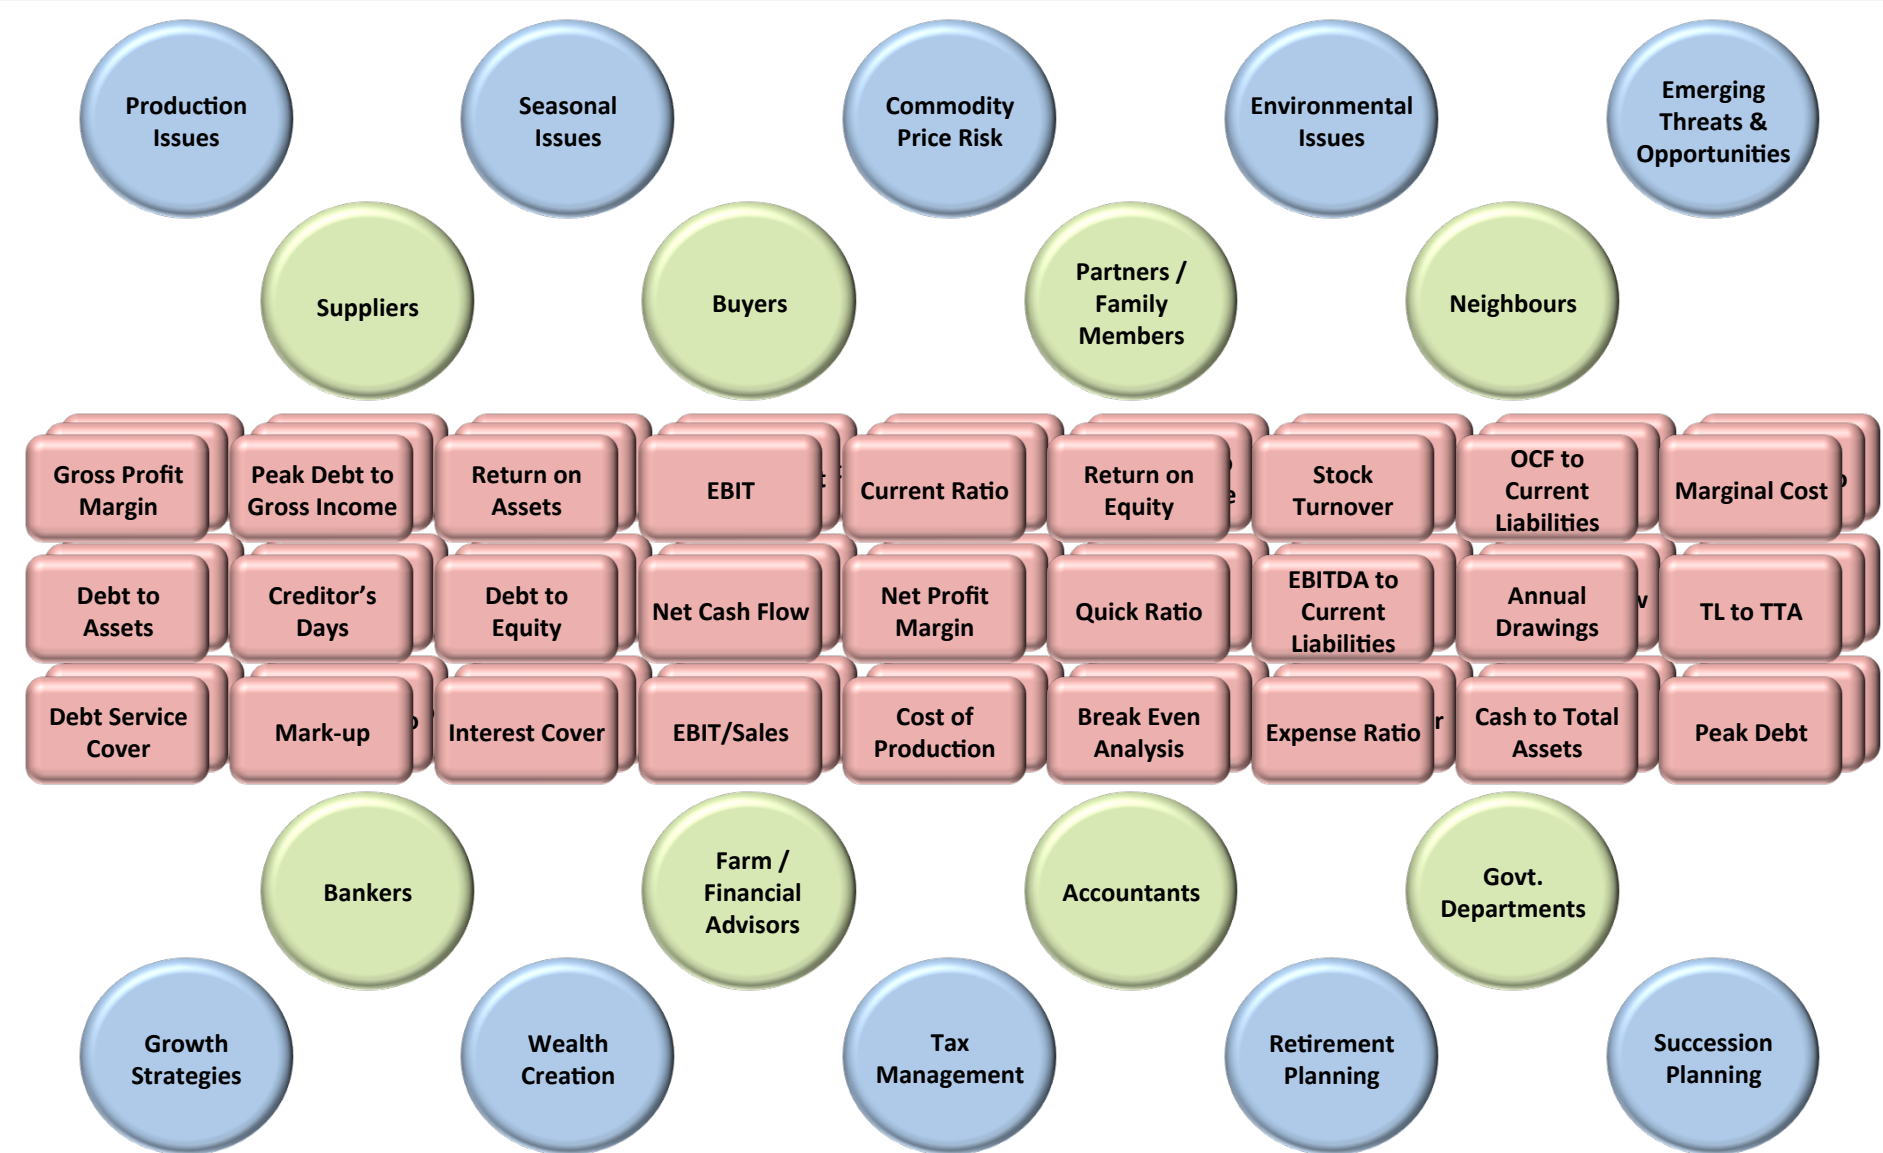 Production
Issues
Seasonal
Issues
Commodity
Price Risk
Environmental
Issues
Emerging
Threats &
Opportunities
Suppliers
Buyers
Partners /
Family
Members
Neighbours
Gross Profit
Margin
Peak Debt to
Gross Income
Return on
Assets
EBIT
Current Ratio
Return on
Equity
Stock
Turnover
OCF to
Current
Liabilities
Marginal Cost
Debt to
Assets
Creditor’s
Days
Debt to
Equity
Net Cash Flow
Net Profit
Margin
Quick Ratio
EBITDA to
Current
Liabilities
Annual
Drawings
TL to TTA
Debt Service
Cover
Mark-up
Interest Cover
EBIT/Sales
Cost of
Production
Break Even
Analysis
Expense Ratio
Cash to Total
Assets
Peak Debt
Bankers
Farm /
Financial
Advisors
Accountants
Govt.
Departments
Growth
Strategies
Wealth
Creation
Tax
Management
Retirement
Planning
Succession
Planning